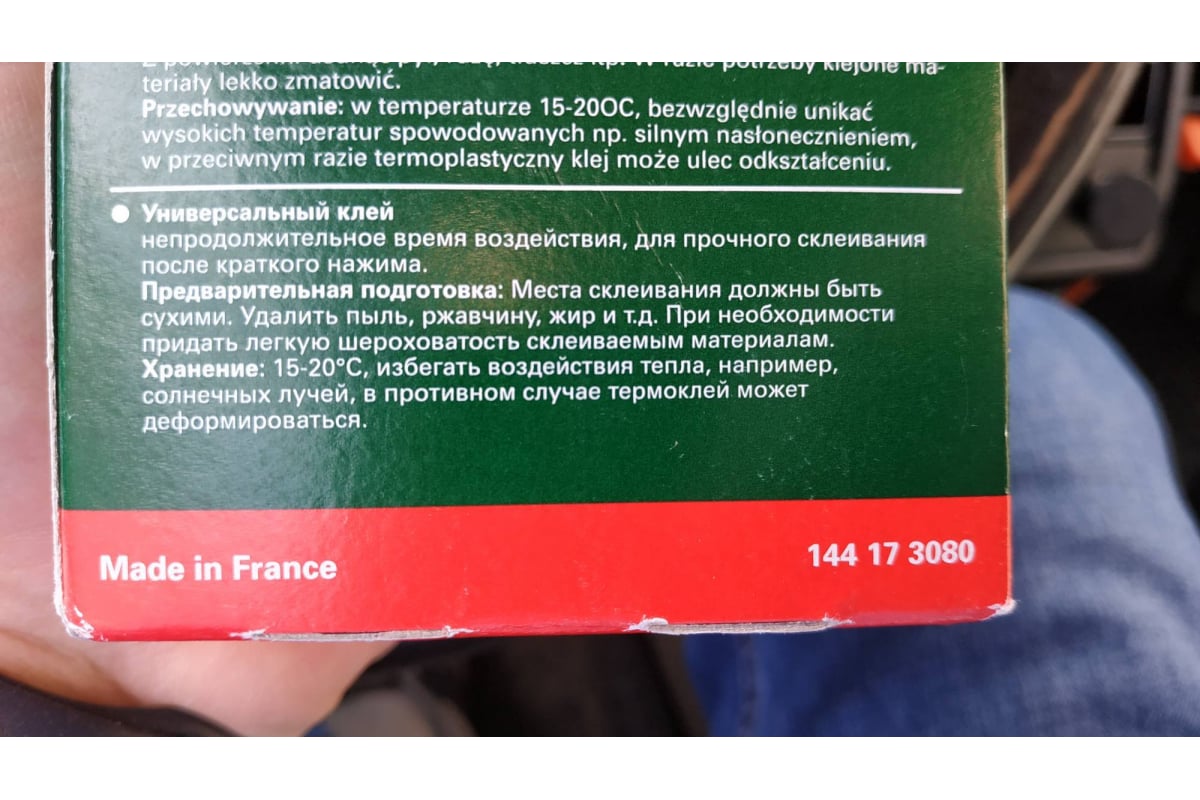 potrzeby klejone ma-
teriały lekko zmatowić.
Przechowywanie: w temperaturze 15-20OC, bezwzględnie unikać
wysokich temperatur spowodowanych np. silnym nasłonecznieniem,
w przeciwnym razie termoplastyczny klej może ulec odkształceniu.
● Универсальный клей
непродолжительное время воздействия, для прочного склеивания
после краткого нажима.
Предварительная подготовка: Места склеивания должны быть
сухими. Удалить пыль, ржавчину, жир и т.д. При необходимости
придать легкую шероховатость склеиваемым материалам.
Хранение: 15-20°C, избегать воздействия тепла, например,
солнечных лучей, в противном случае термоклей может
деформироваться.
Made in France
144 17 3080